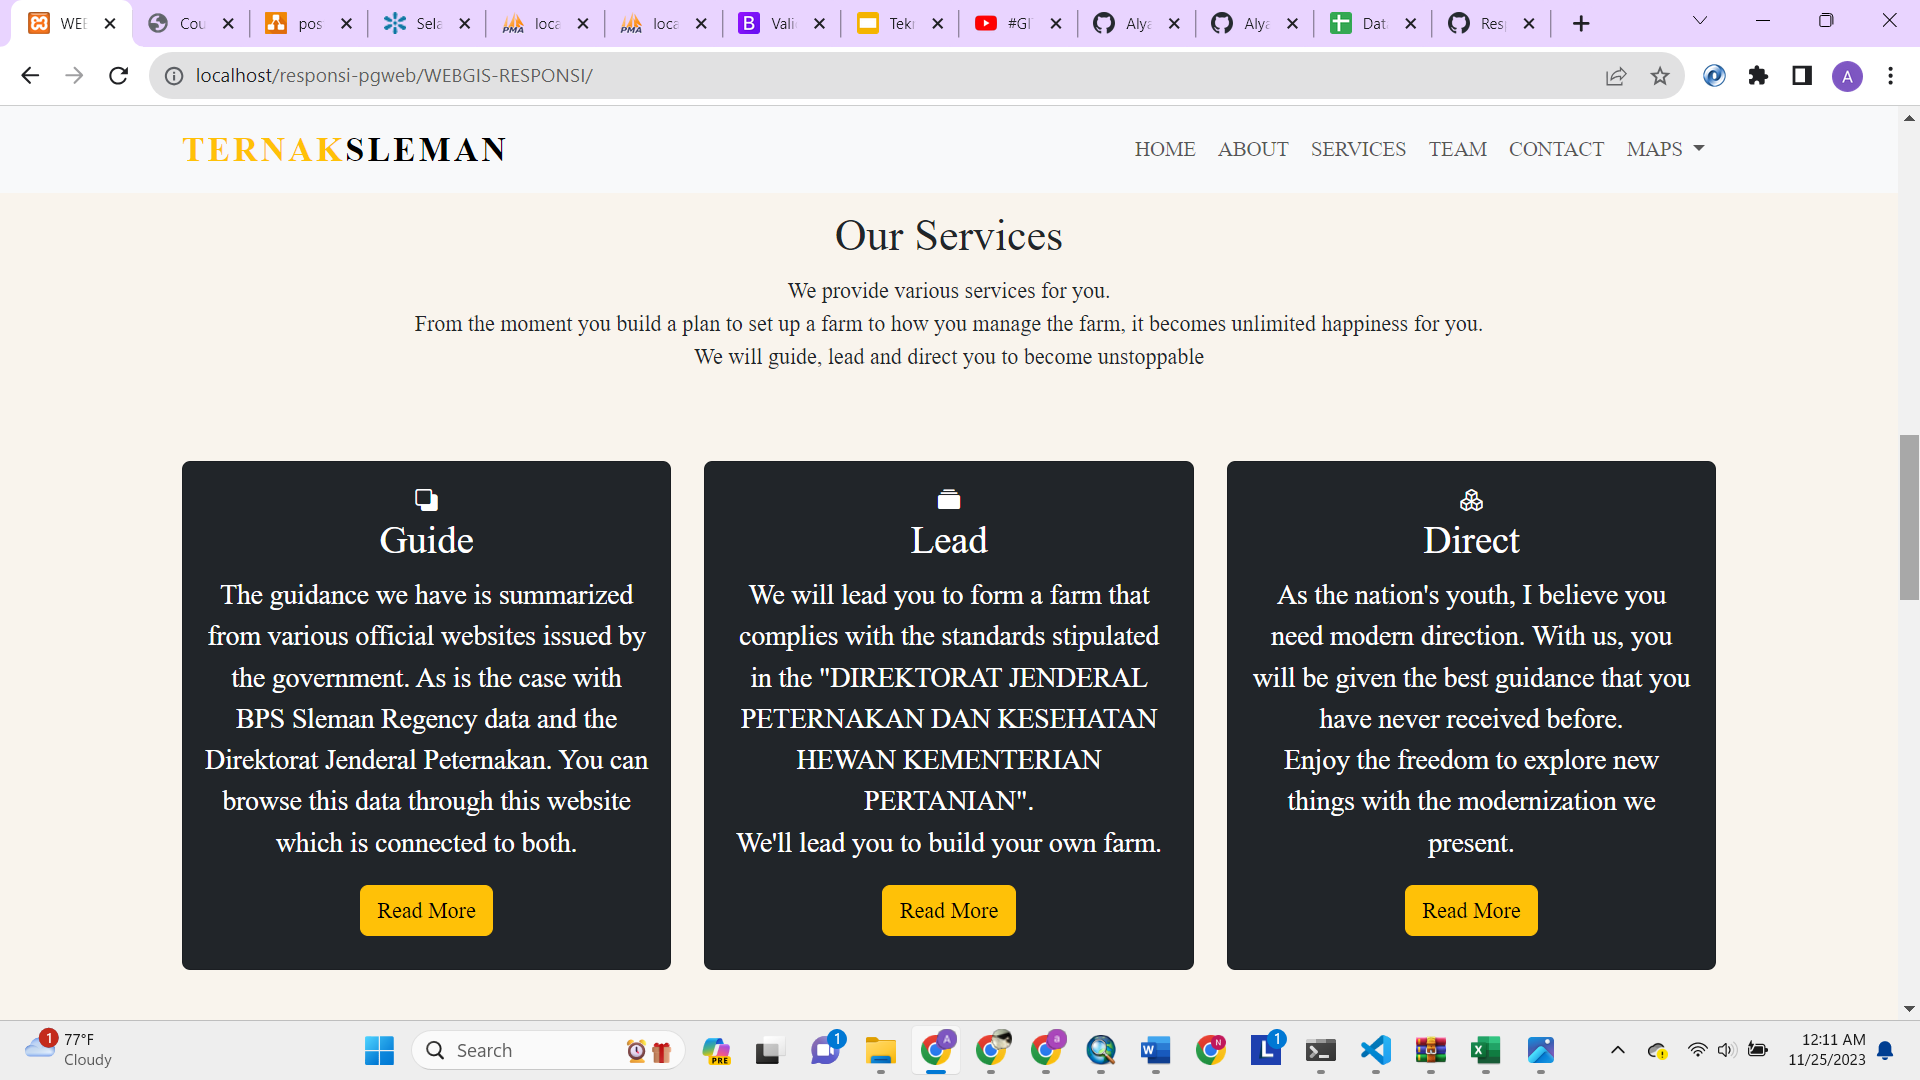 WEE
Cou
pos
Sela
loca
loca
Vali
Tekn
#GI
Alya
Alya
Data
Resp
localhost/responsi-pgweb/WEBGIS-RESPONSI/
A
TERNAKSLEMAN
HOME ABOUT SERVICES TEAM CONTACT MAPS
Our Services
We provide various services for you.
From the moment you build a plan to set up a farm to how you manage the farm, it becomes unlimited happiness for you.
We will guide, lead and direct you to become unstoppable
Guide
The guidance we have is summarized
from various official websites issued by
the government. As is the case with
BPS Sleman Regency data and the
Direktorat Jenderal Peternakan. You can
browse this data through this website
which is connected to both.
Read More
Lead
We will lead you to form a farm that
complies with the standards stipulated
in the "DIREKTORAT JENDERAL
PETERNAKAN DAN KESEHATAN
HEWAN KEMENTERIAN
PERTANIAN".
We'll lead you to build your own farm.
Read More
Direct
As the nation's youth, I believe you
need modern direction. With us, you
will be given the best guidance that you
have never received before.
Enjoy the freedom to explore new
things with the modernization we
present.
Read More
1
77°F
Cloudy
Search
PRE
1
1
12:11 AM
11/25/2023